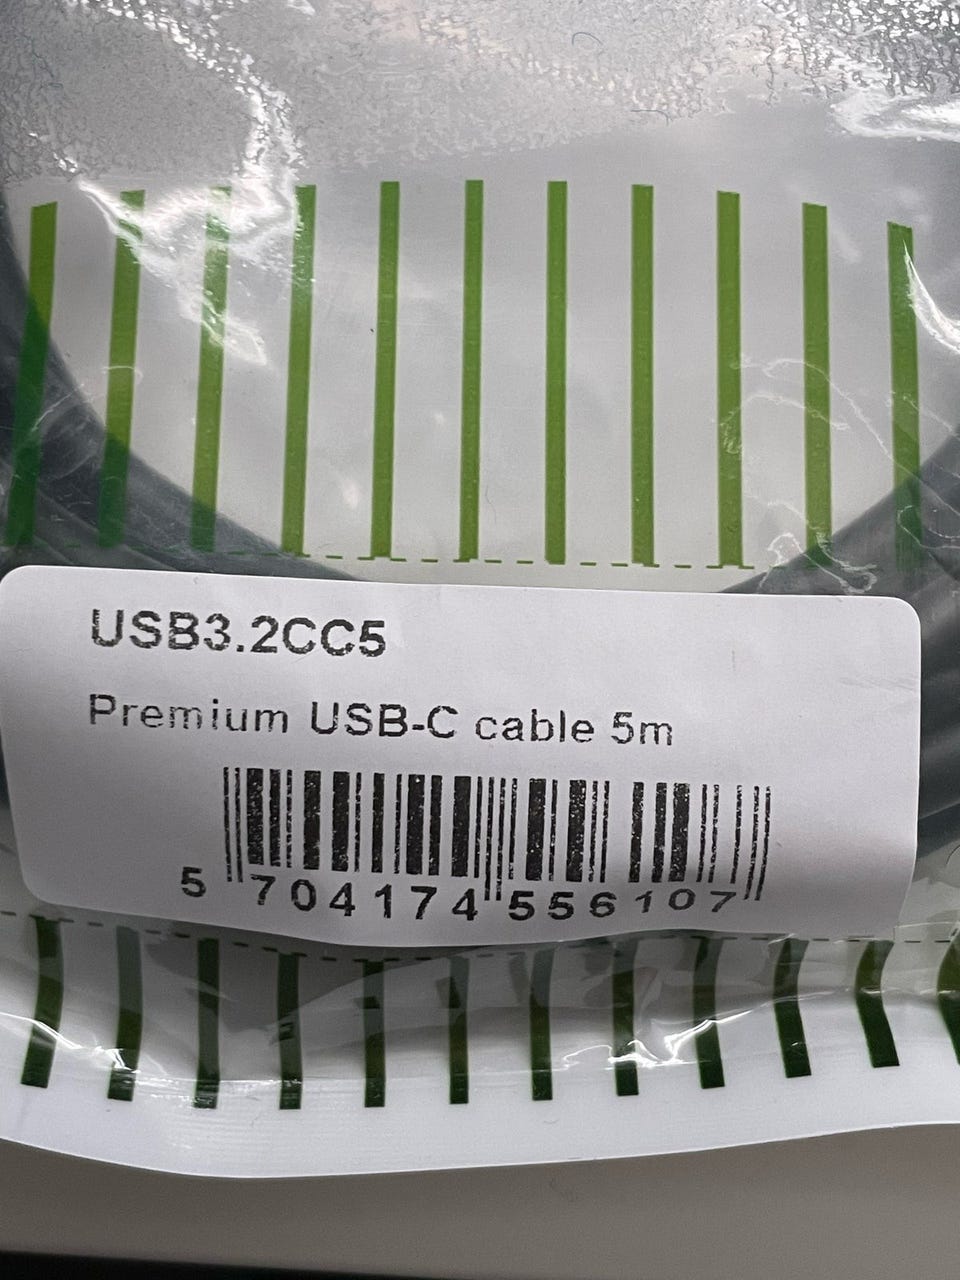 USB3.2CC5
Premium USB-C cable 5m
5 704174 556107